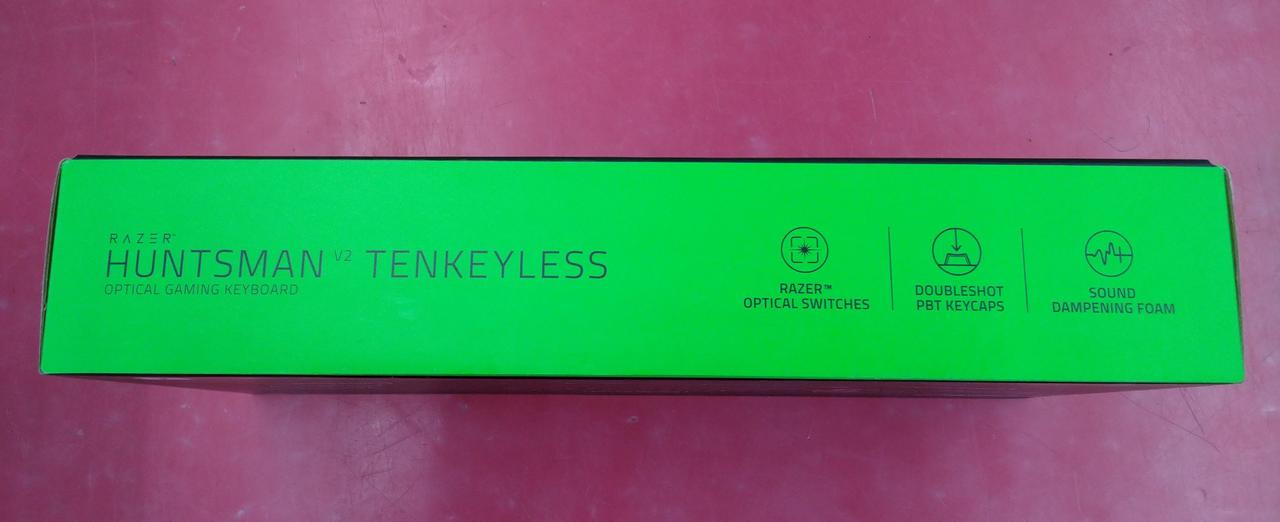 RAZER™
HUNTSMAN V2 TENKEYLESS
OPTICAL GAMING KEYBOARD
RAZER™
OPTICAL SWITCHES
DOUBLESHOT
PBT KEYCAPS
SOUND
DAMPENING FOAM